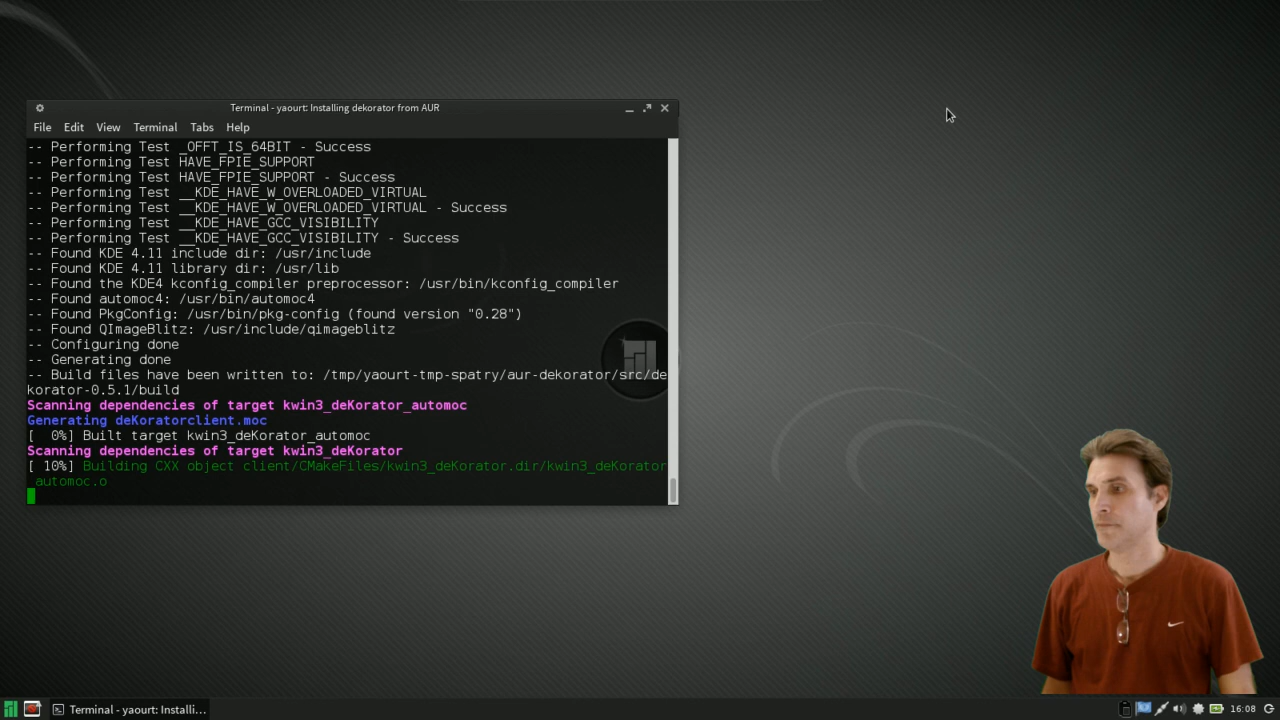 Terminal - yaourt: Installing dekorator from AUR
File Edit View Terminal Tabs Help
-- Performing Test _OFFT_IS_64BIT - Success
-- Performing Test HAVE_FPIE_SUPPORT
-- Performing Test HAVE_FPIE_SUPPORT - Success
-- Performing Test __KDE_HAVE_W_OVERLOADED_VIRTUAL
-- Performing Test __KDE_HAVE_W_OVERLOADED_VIRTUAL - Success
-- Performing Test __KDE_HAVE_GCC_VISIBILITY
-- Performing Test __KDE_HAVE_GCC_VISIBILITY - Success
-- Found KDE 4.11 include dir: /usr/include
-- Found KDE 4.11 library dir: /usr/lib
-- Found the KDE4 kconfig_compiler preprocessor: /usr/bin/kconfig_compiler
-- Found automoc4: /usr/bin/automoc4
-- Found PkgConfig: /usr/bin/pkg-config (found version "0.28")
-- Found QImageBlitz: /usr/include/qimageblitz
-- Configuring done
-- Generating done
-- Build files have been written to: /tmp/yaourt-tmp-spatry/aur-dekorator/src/de
korator-0.5.1/build
Scanning dependencies of target kwin3_deKorator_automoc
Generating deKoratorclient.moc
[  0%] Built target kwin3_deKorator_automoc
Scanning dependencies of target kwin3_deKorator
[ 10%] Building CXX object client/CMakeFiles/kwin3_deKorator.dir/kwin3_deKorator
_automoc.o
Terminal - yaourt: Installi...
16:08